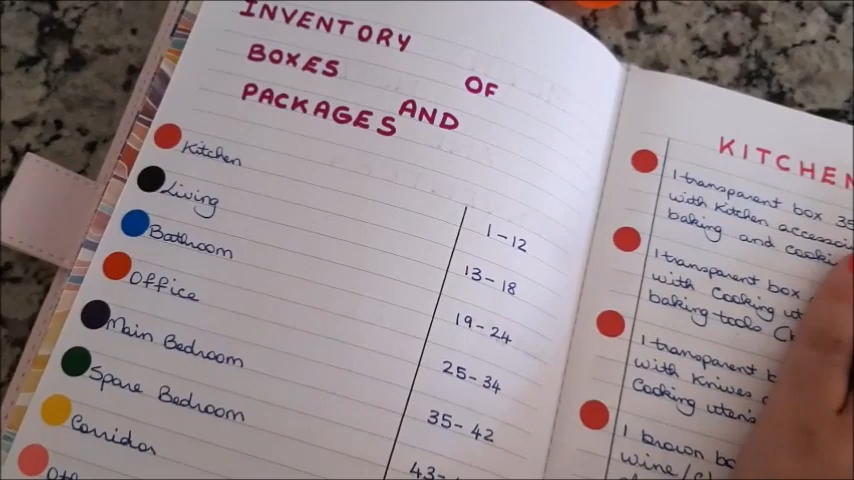 INVENTORY OF
BOXES AND
PACKAGES
Kitchen
Living
Bathroom
Office
Main Bedroom
Spare Bedroom
Corridor
1-12
13-18
19-24
25-34
35-42
43-
KITCHEN
1 transparent box
with Kitchen
baking and
1 transparent box
with Cooking
baking tools
1 transparent
with Knives
Cooking
1 brown
wine/